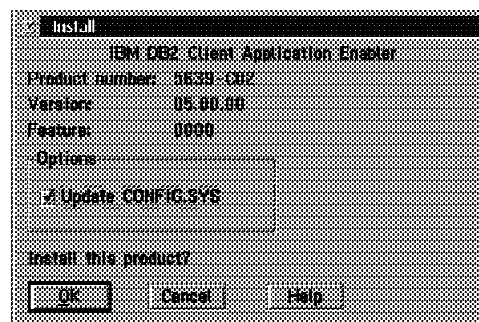 Install
IBM DB2 Client Application Enabler
Product number: 5639-C02
Version: 05.00.00
Feature: 0000
Options
Update CONFIG.SYS
Install this product?
OK
Cancel
Help